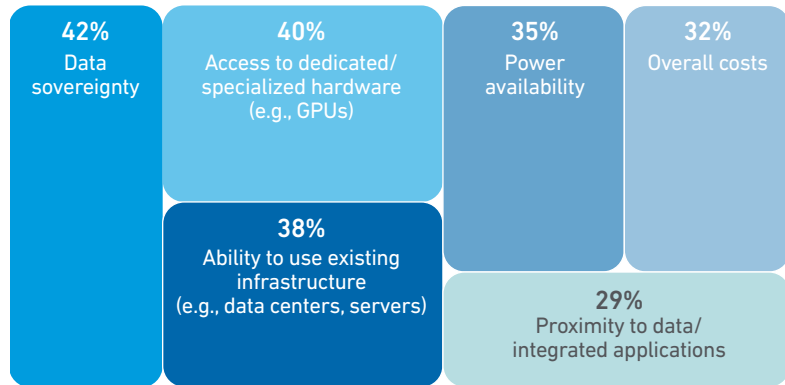 42%
Data
sovereignty
40%
Access to dedicated/
specialized hardware
(e.g., GPUs)
38%
Ability to use existing
infrastructure
(e.g., data centers, servers)
35%
Power
availability
32%
Overall costs
29%
Proximity to data/
integrated applications